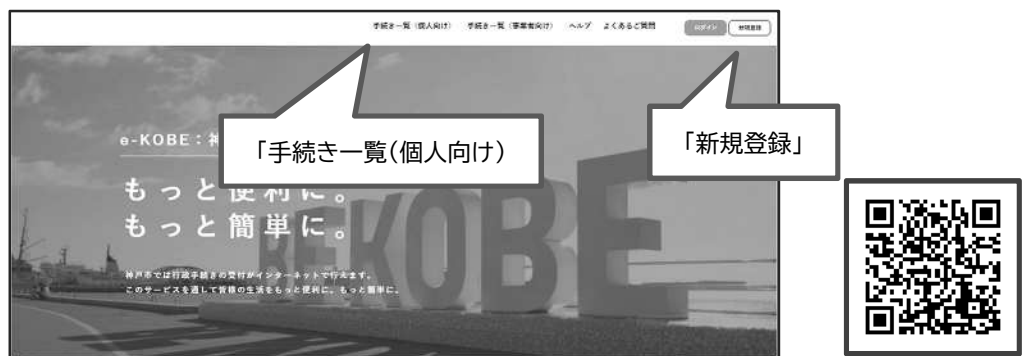 手続き一覧（個人向け） 手続き一覧（事業者向け） ヘルプ よくあるご質問 ログイン 新規登録
「手続き一覧（個人向け）
「新規登録」
e-KOBE：神
もっと便利に。
もっと簡単に。
神戸市では行政手続きの受付がインターネットで行えます。
このサービスを通して皆様の生活をもっと便利に、もっと簡単に。
BE KOBE